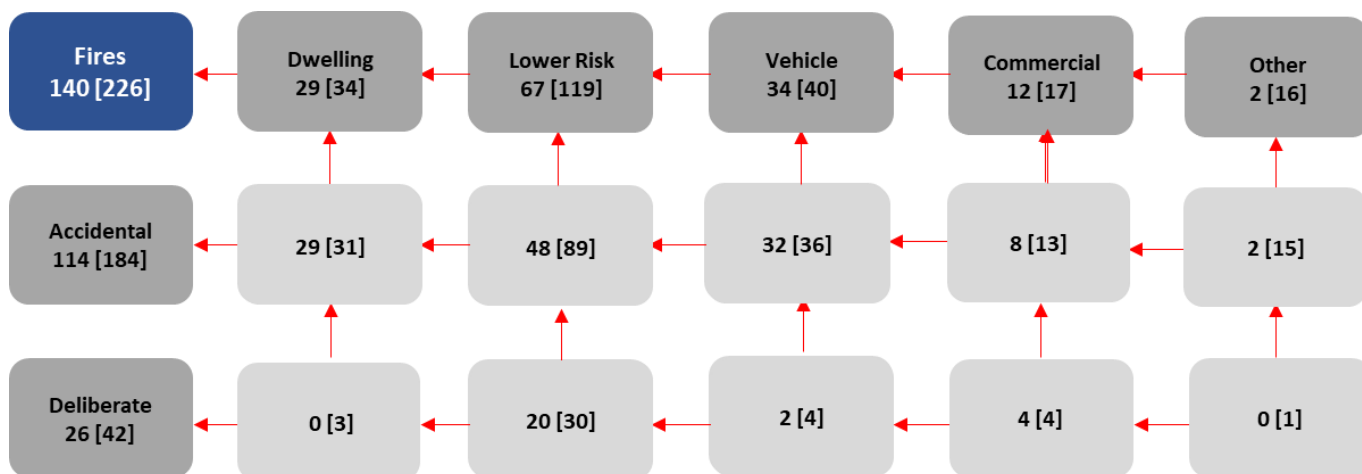 Fires
140 [226]
Dwelling
29 [34]
Lower Risk
67 [119]
Vehicle
34 [40]
Commercial
12 [17]
Other
2 [16]
Accidental
114 [184]
29 [31]
48 [89]
32 [36]
8 [13]
2 [15]
Deliberate
26 [42]
0 [3]
20 [30]
2 [4]
4 [4]
0 [1]